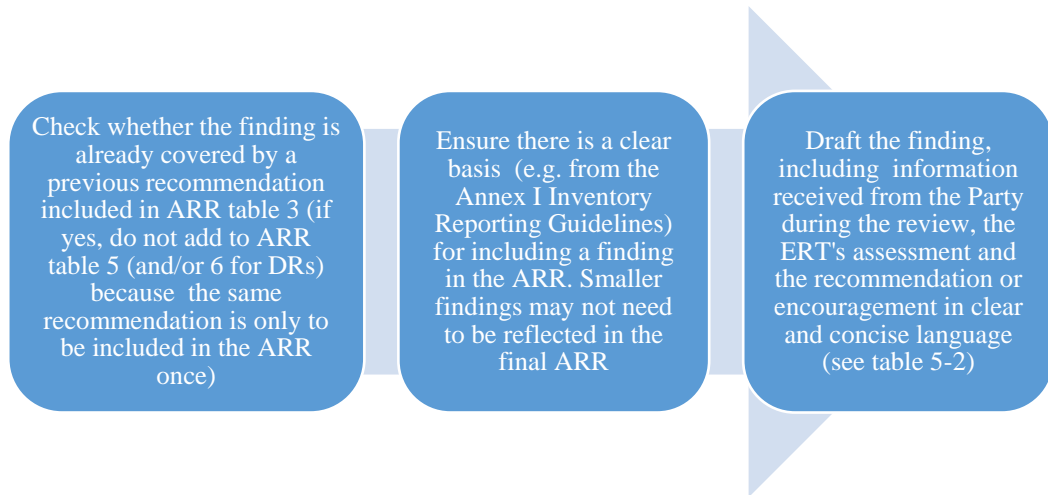 Check whether the finding is
already covered by a
previous recommendation
included in ARR table 3 (if
yes, do not add to ARR
table 5 (and/or 6 for DRs)
because the same
recommendation is only to
be included in the ARR
once)
Ensure there is a clear
basis (e.g. from the
Annex I Inventory
Reporting Guidelines)
for including a finding
in the ARR. Smaller
findings may not need
to be reflected in the
final ARR
Draft the finding,
including information
received from the Party
during the review, the
ERT's assessment and
the recommendation or
encouragement in clear
and concise language
(see table 5-2)